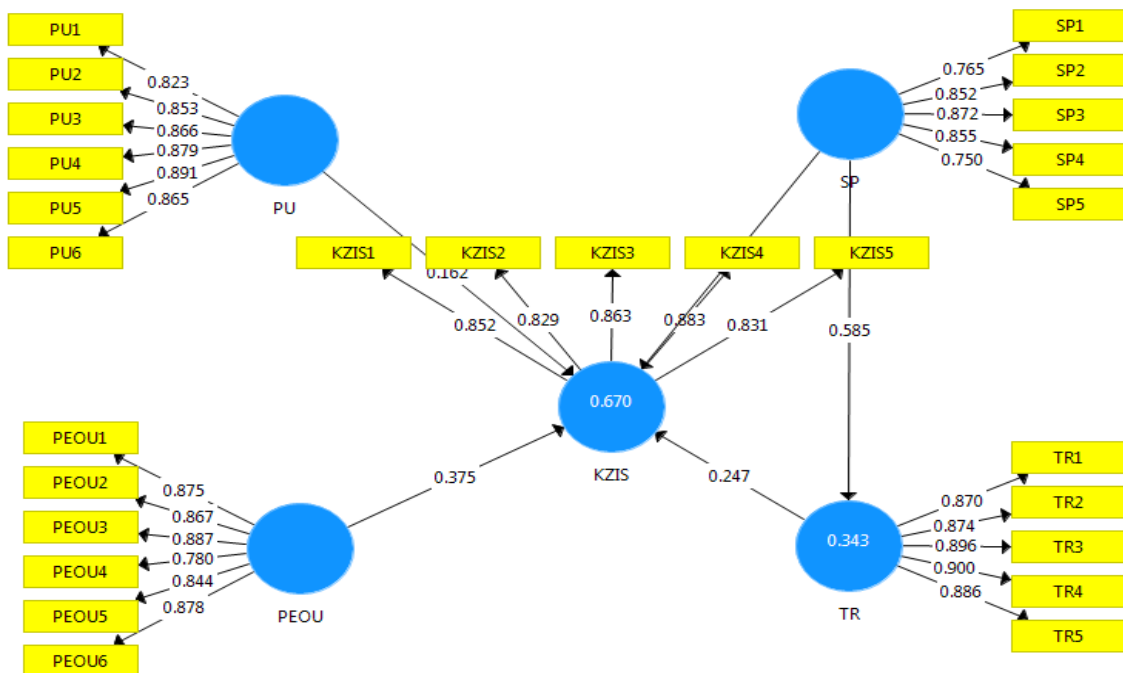 PU1
PU2
PU3
PU4
PU5
PU6
0.823
0.853
0.866
0.879
0.891
0.865
PU
SP1
SP2
SP3
SP4
SP5
0.765
0.852
0.872
0.855
0.750
SP
KZIS1
KZIS2
KZIS3
KZIS4
KZIS5
0.162
0.852
0.829
0.863
0.883
0.831
0.585
0.670
KZIS
0.375
0.247
PEOU1
PEOU2
PEOU3
PEOU4
PEOU5
PEOU6
0.875
0.867
0.887
0.780
0.844
0.878
PEOU
TR1
TR2
TR3
TR4
TR5
0.870
0.874
0.896
0.900
0.886
0.343
TR